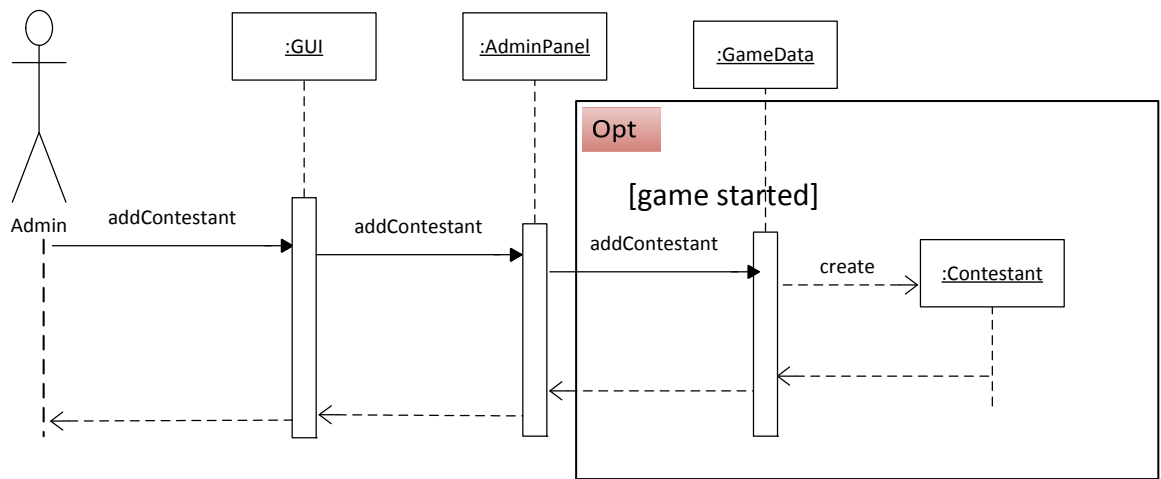 :GUI
:AdminPanel
:GameData
Opt
[game started]
Admin
addContestant
addContestant
addContestant
create
:Contestant